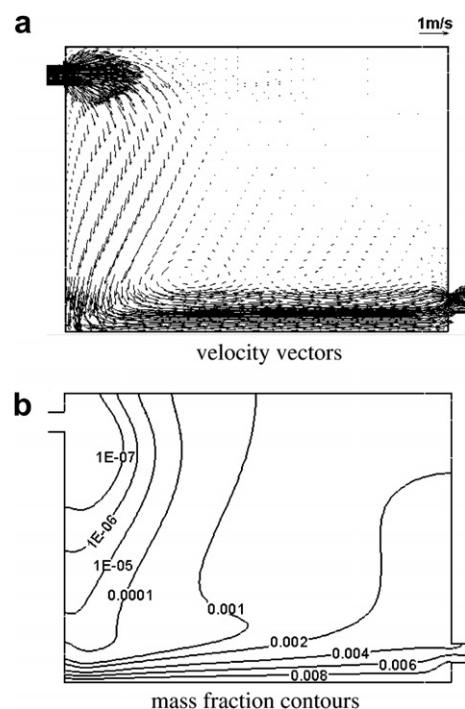 a
1m/s
velocity vectors
b
1E-07
1E-06
1E-05
0.0001
0.001
0.002
0.004
0.006
0.008
mass fraction contours